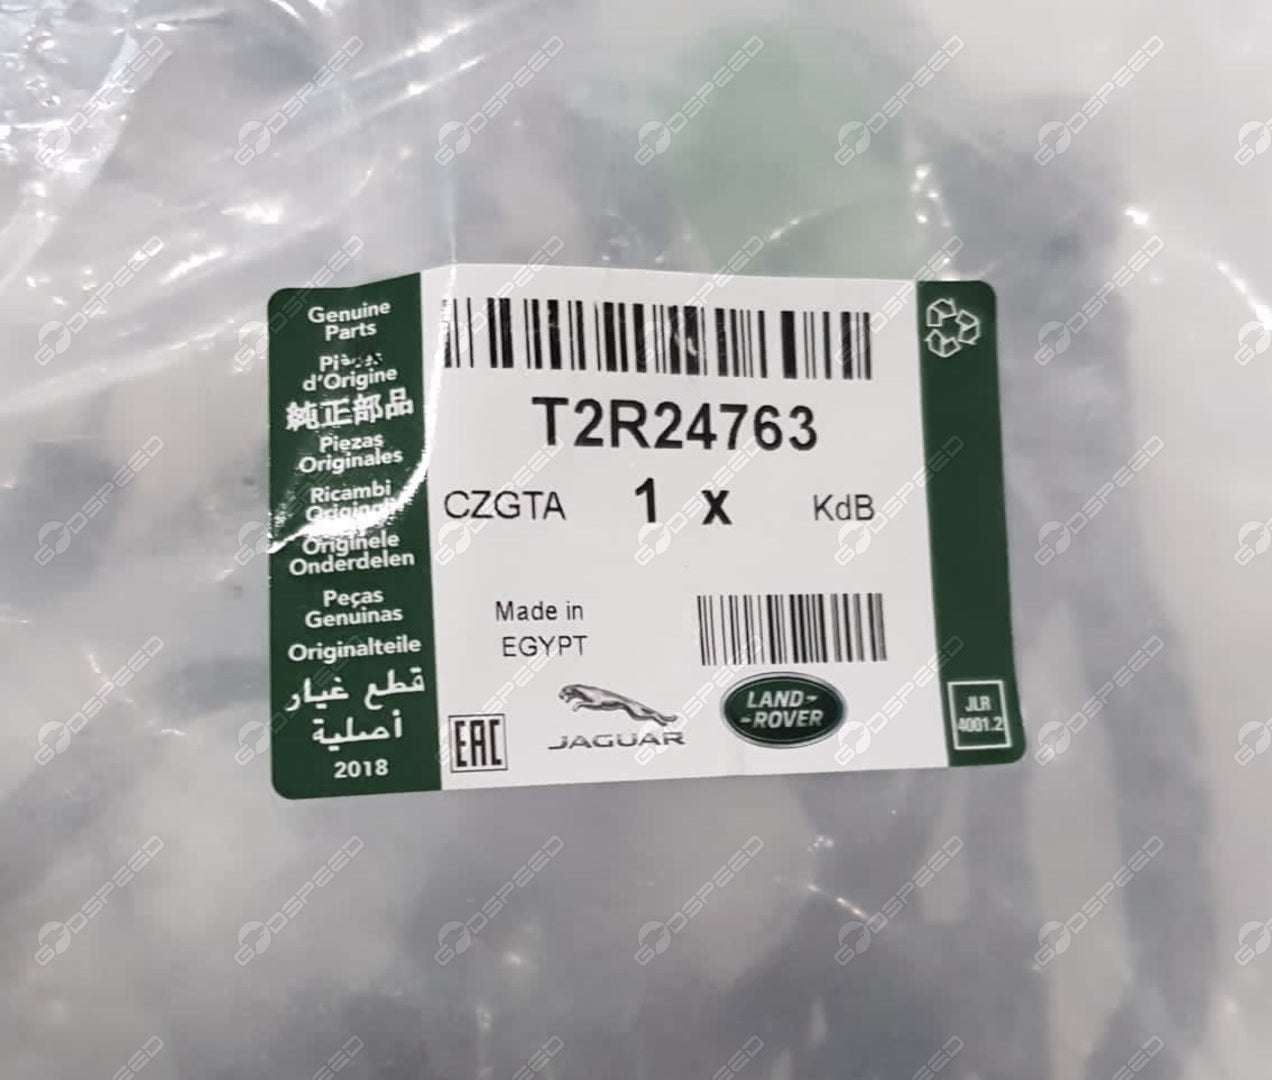 Genuine
Parts
Pièces
d'Origine
純正部品
Piezas
Originales
Ricambi
Originali
Originele
Onderdelen
Peças
Genuinas
Originalteile
قطع غيار
أصلية
2018
T2R24763
CZGTA 1 x KdB
Made in
EGYPT
EAC
JAGUAR
LAND-
-ROVER
JLR
4001.2
GODSPEED